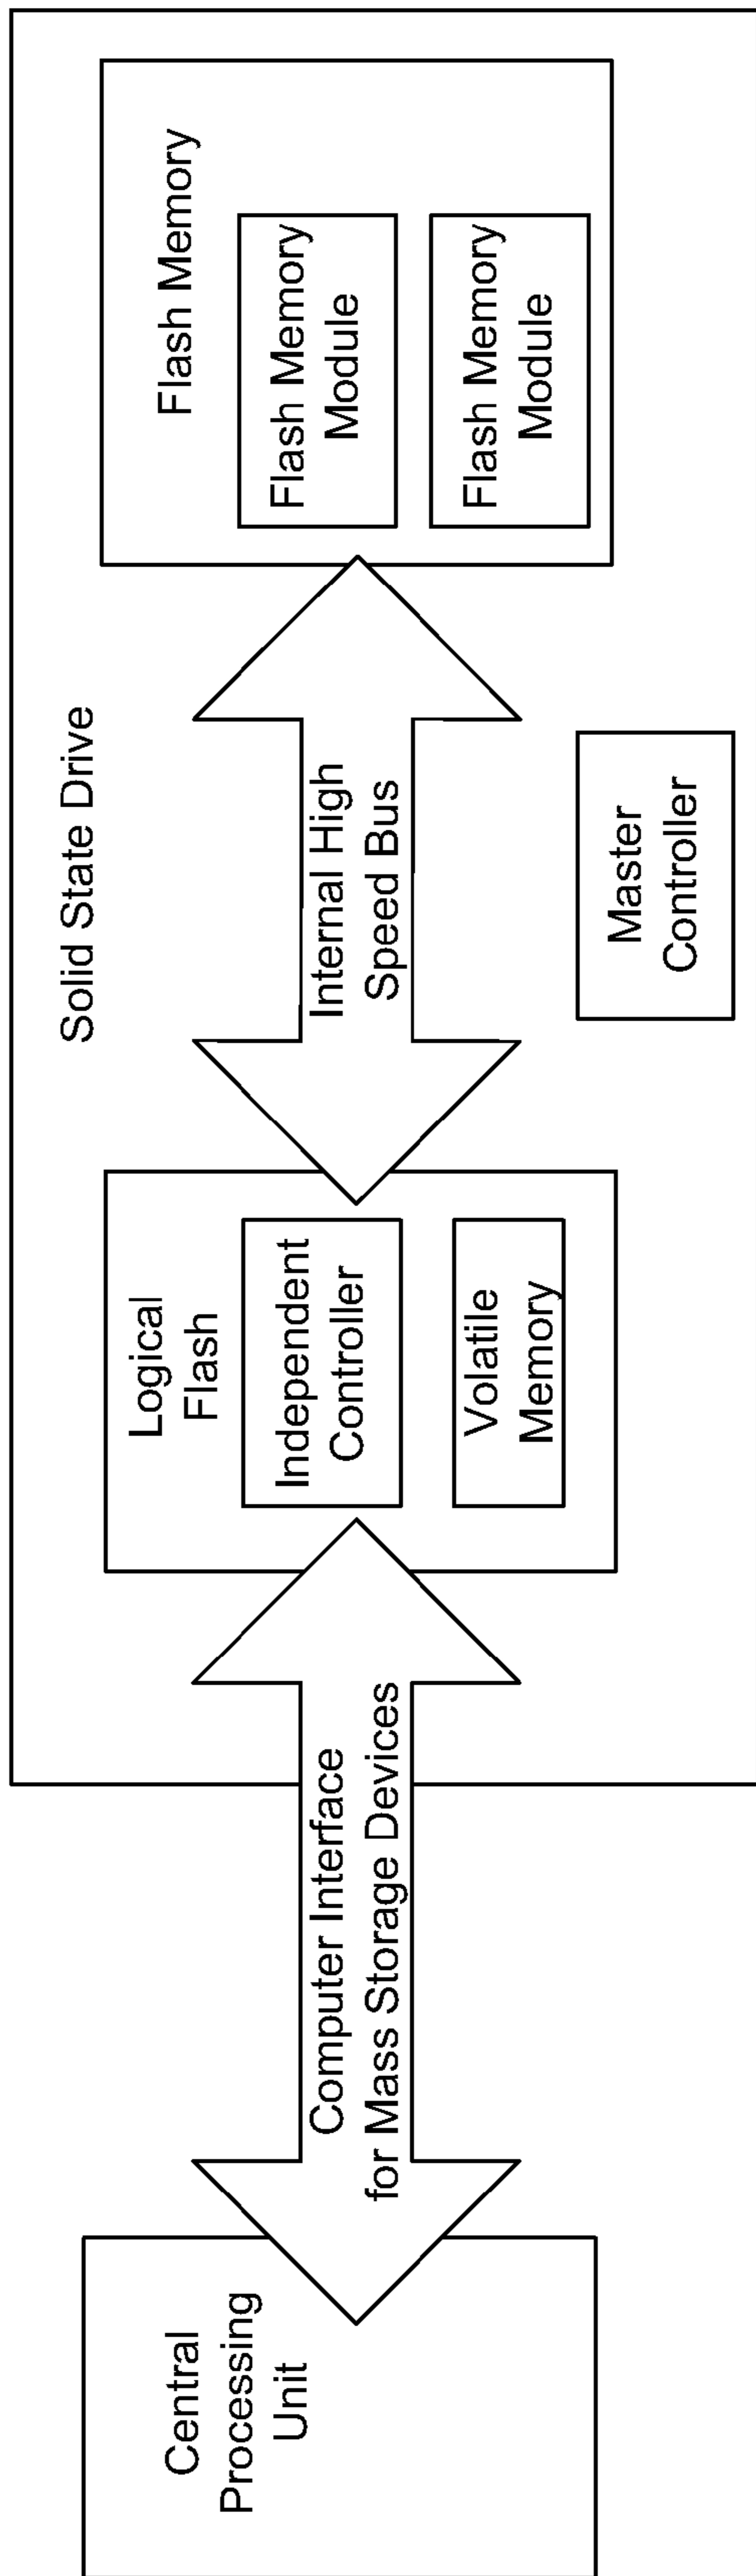 Solid State Drive
Central
Processing
Unit
Computer Interface
for Mass Storage Devices
Logical
Flash
Independent
Controller
Volatile
Memory
Internal High
Speed Bus
Master
Controller
Flash Memory
Flash Memory
Module
Flash Memory
Module